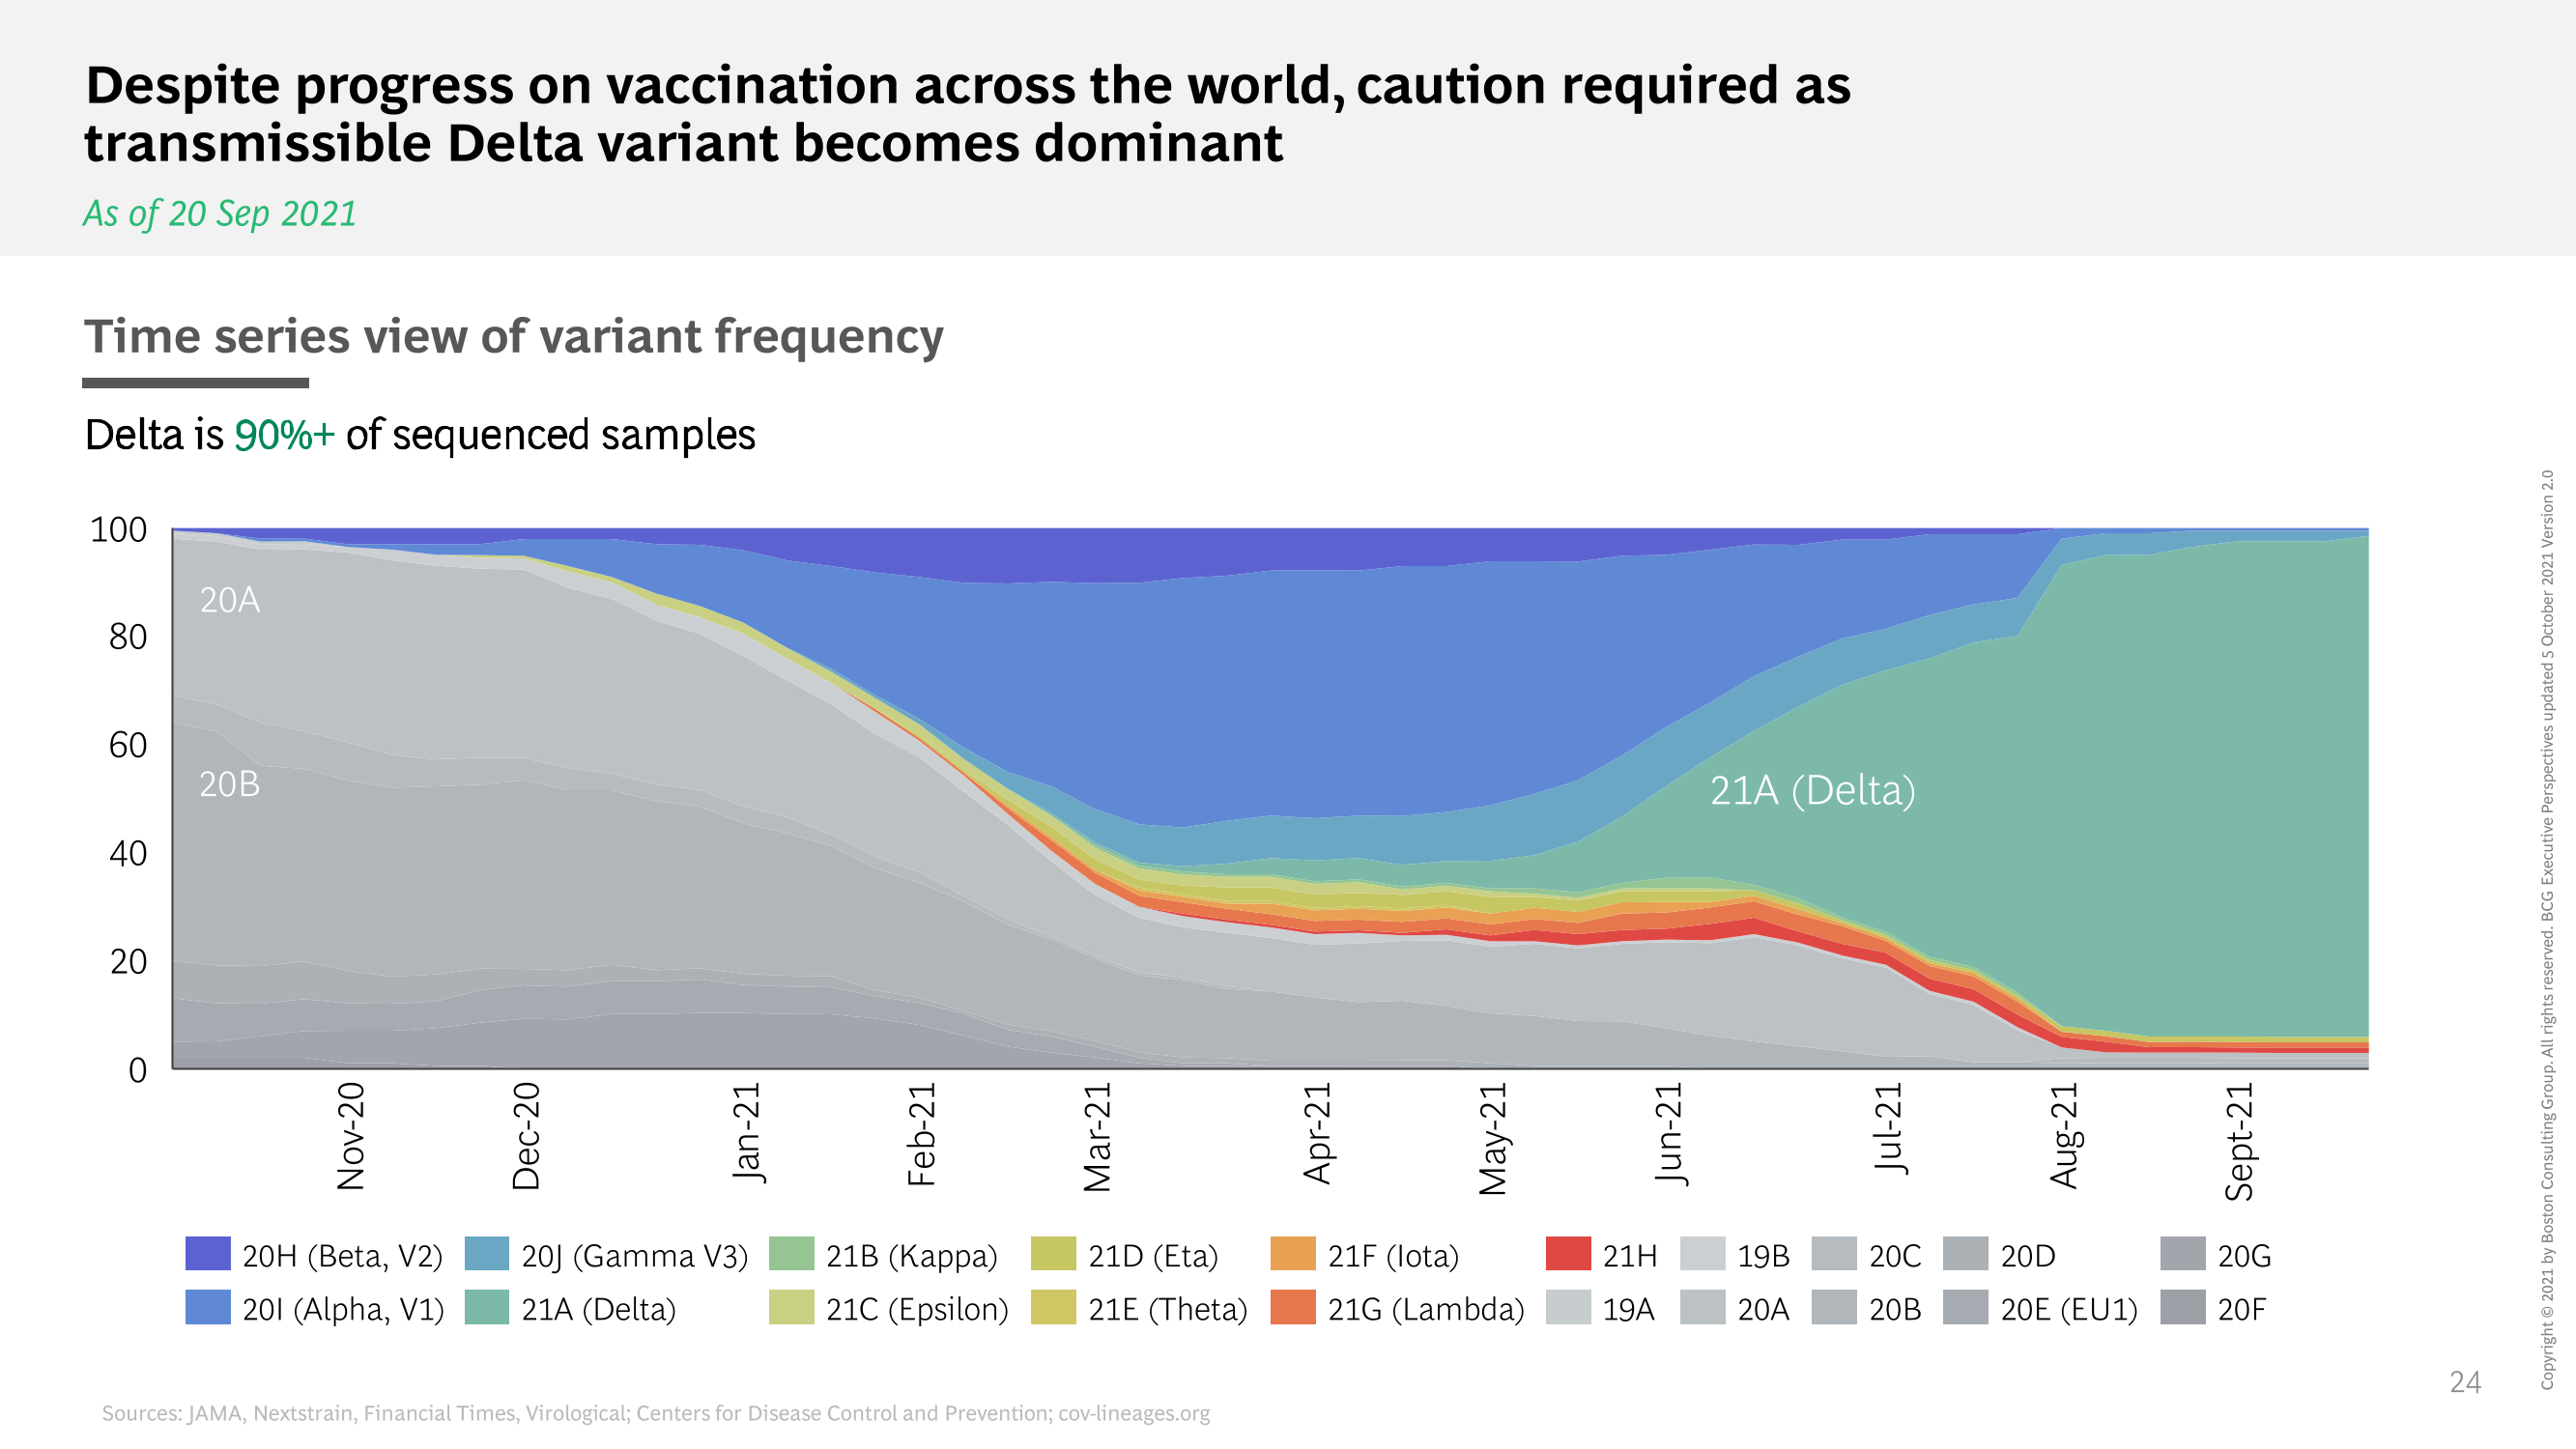 Despite progress on vaccination across the world, caution required as
transmissible Delta variant becomes dominant
As of 20 Sep 2021
Time series view of variant frequency
Delta is 90%+ of sequenced samples
100
80
60
40
20
0
20A
20B
21A (Delta)
Nov-20
Dec-20
Jan-21
Feb-21
Mar-21
Apr-21
May-21
Jun-21
Jul-21
Aug-21
Sept-21
20H (Beta, V2)
20J (Gamma V3)
21B (Kappa)
21D (Eta)
21F (Iota)
21H
19B
20C
20D
20G
20I (Alpha, V1)
21A (Delta)
21C (Epsilon)
21E (Theta)
21G (Lambda)
19A
20A
20B
20E (EU1)
20F
Sources: JAMA, Nextstrain, Financial Times, Virological; Centers for Disease Control and Prevention; cov-lineages.org
24
Copyright © 2021 by Boston Consulting Group. All rights reserved. BCG Executive Perspectives updated 5 October 2021 Version 2.0